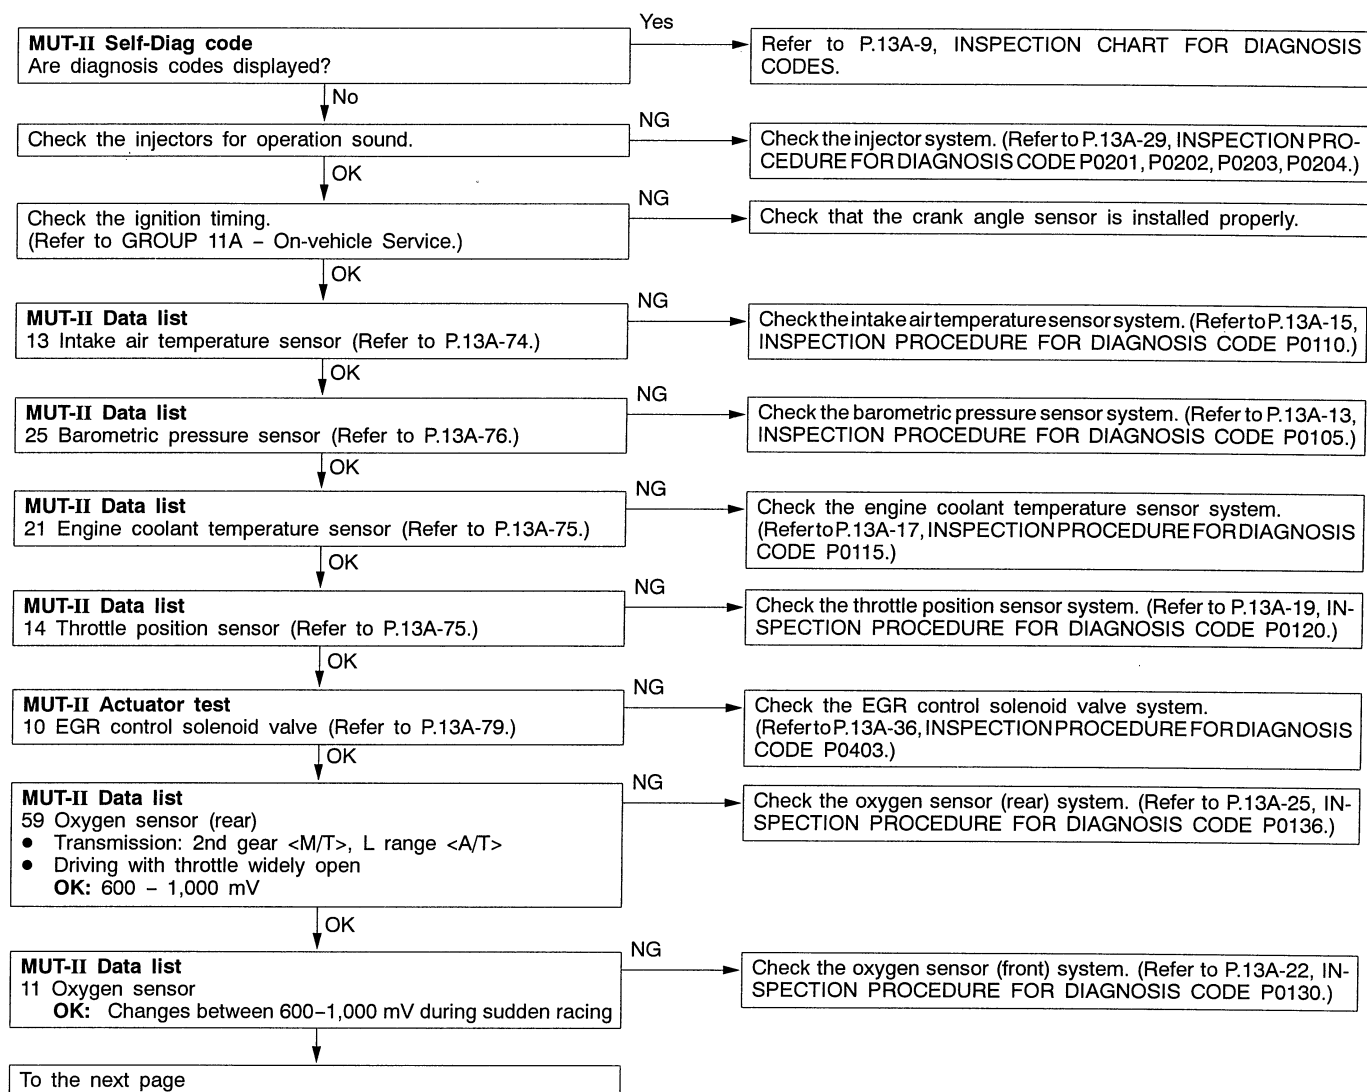 Yes
MUT-II Self-Diag code
Are diagnosis codes displayed?
Refer to P.13A-9, INSPECTION CHART FOR DIAGNOSIS
CODES.
No
Check the injectors for operation sound.
NG
Check the injector system. (Refer to P.13A-29, INSPECTION PRO-
CEDURE FOR DIAGNOSIS CODE P0201, P0202, P0203, P0204.)
OK
Check the ignition timing.
(Refer to GROUP 11A – On-vehicle Service.)
NG
Check that the crank angle sensor is installed properly.
OK
MUT-II Data list
13 Intake air temperature sensor (Refer to P.13A-74.)
NG
Check the intake air temperature sensor system. (Refer to P.13A-15,
INSPECTION PROCEDURE FOR DIAGNOSIS CODE P0110.)
OK
MUT-II Data list
25 Barometric pressure sensor (Refer to P.13A-76.)
NG
Check the barometric pressure sensor system. (Refer to P.13A-13,
INSPECTION PROCEDURE FOR DIAGNOSIS CODE P0105.)
OK
MUT-II Data list
21 Engine coolant temperature sensor (Refer to P.13A-75.)
NG
Check the engine coolant temperature sensor system.
(Refer to P.13A-17, INSPECTION PROCEDURE FOR DIAGNOSIS
CODE P0115.)
OK
MUT-II Data list
14 Throttle position sensor (Refer to P.13A-75.)
NG
Check the throttle position sensor system. (Refer to P.13A-19, IN-
SPECTION PROCEDURE FOR DIAGNOSIS CODE P0120.)
OK
MUT-II Actuator test
10 EGR control solenoid valve (Refer to P.13A-79.)
NG
Check the EGR control solenoid valve system.
(Refer to P.13A-36, INSPECTION PROCEDURE FOR DIAGNOSIS
CODE P0403.)
OK
MUT-II Data list
59 Oxygen sensor (rear)
● Transmission: 2nd gear <M/T>, L range <A/T>
● Driving with throttle widely open
OK: 600 – 1,000 mV
NG
Check the oxygen sensor (rear) system. (Refer to P.13A-25, IN-
SPECTION PROCEDURE FOR DIAGNOSIS CODE P0136.)
OK
MUT-II Data list
11 Oxygen sensor
OK: Changes between 600–1,000 mV during sudden racing
NG
Check the oxygen sensor (front) system. (Refer to P.13A-22, IN-
SPECTION PROCEDURE FOR DIAGNOSIS CODE P0130.)
To the next page